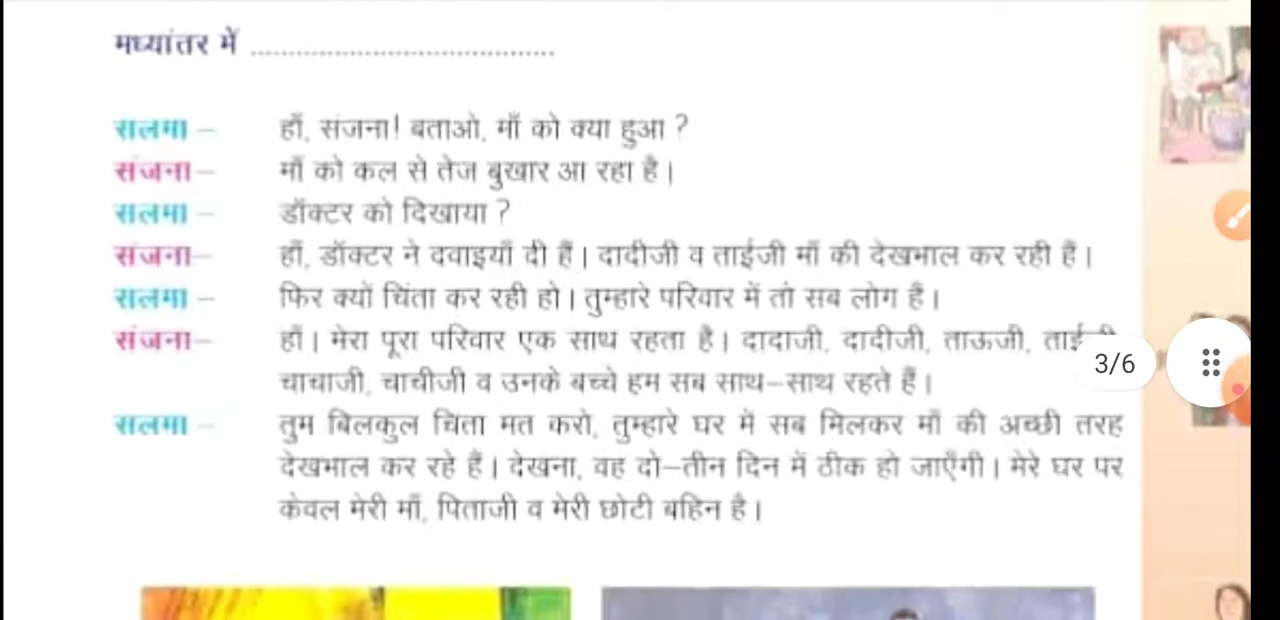 मध्यांतर में ..................................
सलमा – हाँ, संजना! बताओ, माँ को क्या हुआ ?
संजना – माँ को कल से तेज बुखार आ रहा है।
सलमा – डॉक्टर को दिखाया ?
संजना – हाँ, डॉक्टर ने दवाइयाँ दी हैं। दादीजी व ताईजी माँ की देखभाल कर रही हैं।
सलमा – फिर क्यों चिंता कर रही हो। तुम्हारे परिवार में तो सब लोग हैं।
संजना – हाँ। मेरा पूरा परिवार एक साथ रहता है। दादाजी, दादीजी, ताऊजी,
3/6
चाचाजी, चाचीजी व उनके बच्चे हम सब साथ–साथ रहते हैं।
सलमा – तुम बिलकुल चिंता मत करो, तुम्हारे घर में सब मिलकर माँ की अच्छी तरह
देखभाल कर रहे हैं। देखना, वह दो–तीन दिन में ठीक हो जाएँगी। मेरे घर पर
केवल मेरी माँ, पिताजी व मेरी छोटी बहिन है।